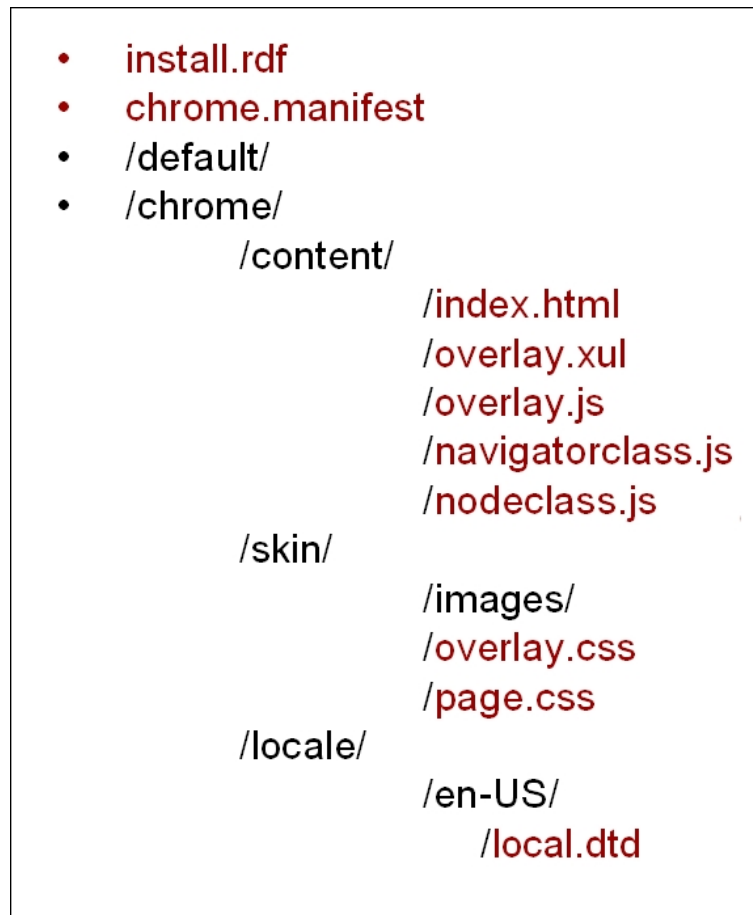 • install.rdf
• chrome.manifest
• /default/
• /chrome/
/content/
/index.html
/overlay.xul
/overlay.js
/navigatorclass.js
/nodeclass.js
/skin/
/images/
/overlay.css
/page.css
/locale/
/en-US/
/local.dtd